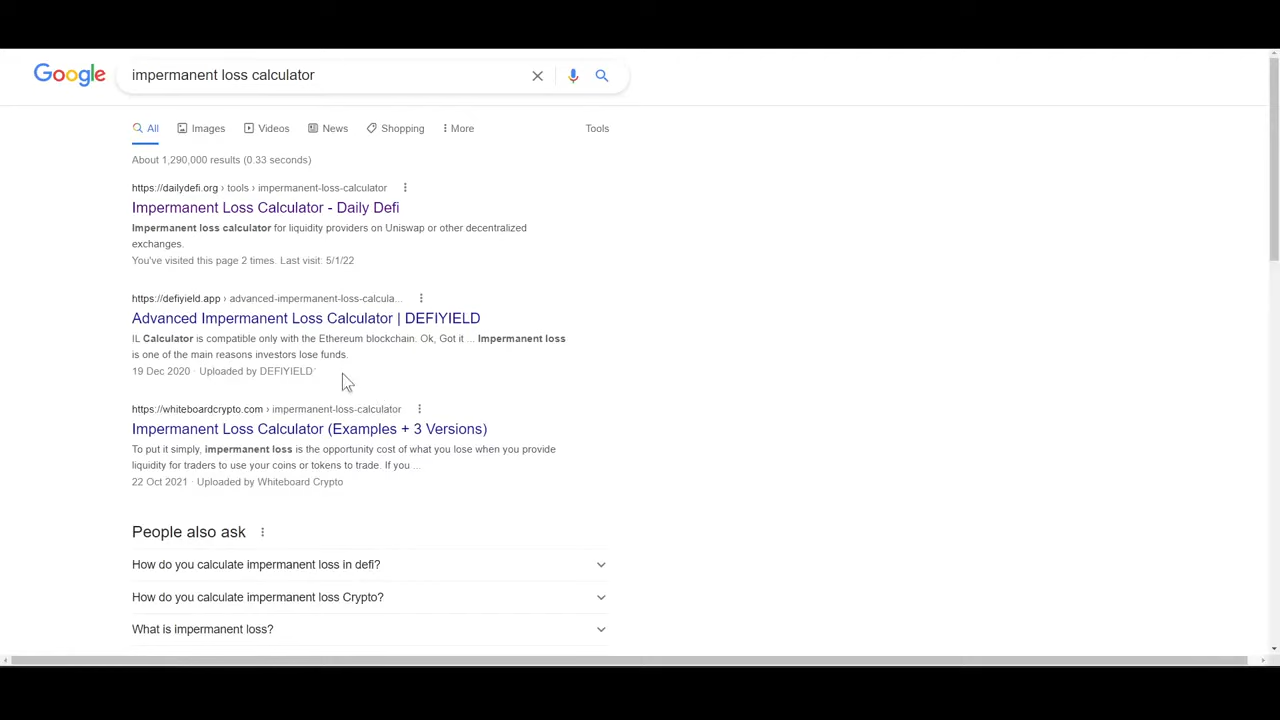 Google
impermanent loss calculator
All Images Videos News Shopping More Tools
About 1,290,000 results (0.33 seconds)
https://dailydefi.org › tools › impermanent-loss-calculator
Impermanent Loss Calculator - Daily Defi
Impermanent loss calculator for liquidity providers on Uniswap or other decentralized
exchanges.
You've visited this page 2 times. Last visit: 5/1/22
https://defiyield.app › advanced-impermanent-loss-calcula...
Advanced Impermanent Loss Calculator | DEFIYIELD
IL Calculator is compatible only with the Ethereum blockchain. Ok, Got it ... Impermanent loss
is one of the main reasons investors lose funds.
19 Dec 2020 · Uploaded by DEFIYIELD
https://whiteboardcrypto.com › impermanent-loss-calculator
Impermanent Loss Calculator (Examples + 3 Versions)
To put it simply, impermanent loss is the opportunity cost of what you lose when you provide
liquidity for traders to use your coins or tokens to trade. If you ...
22 Oct 2021 · Uploaded by Whiteboard Crypto
People also ask
How do you calculate impermanent loss in defi?
How do you calculate impermanent loss Crypto?
What is impermanent loss?